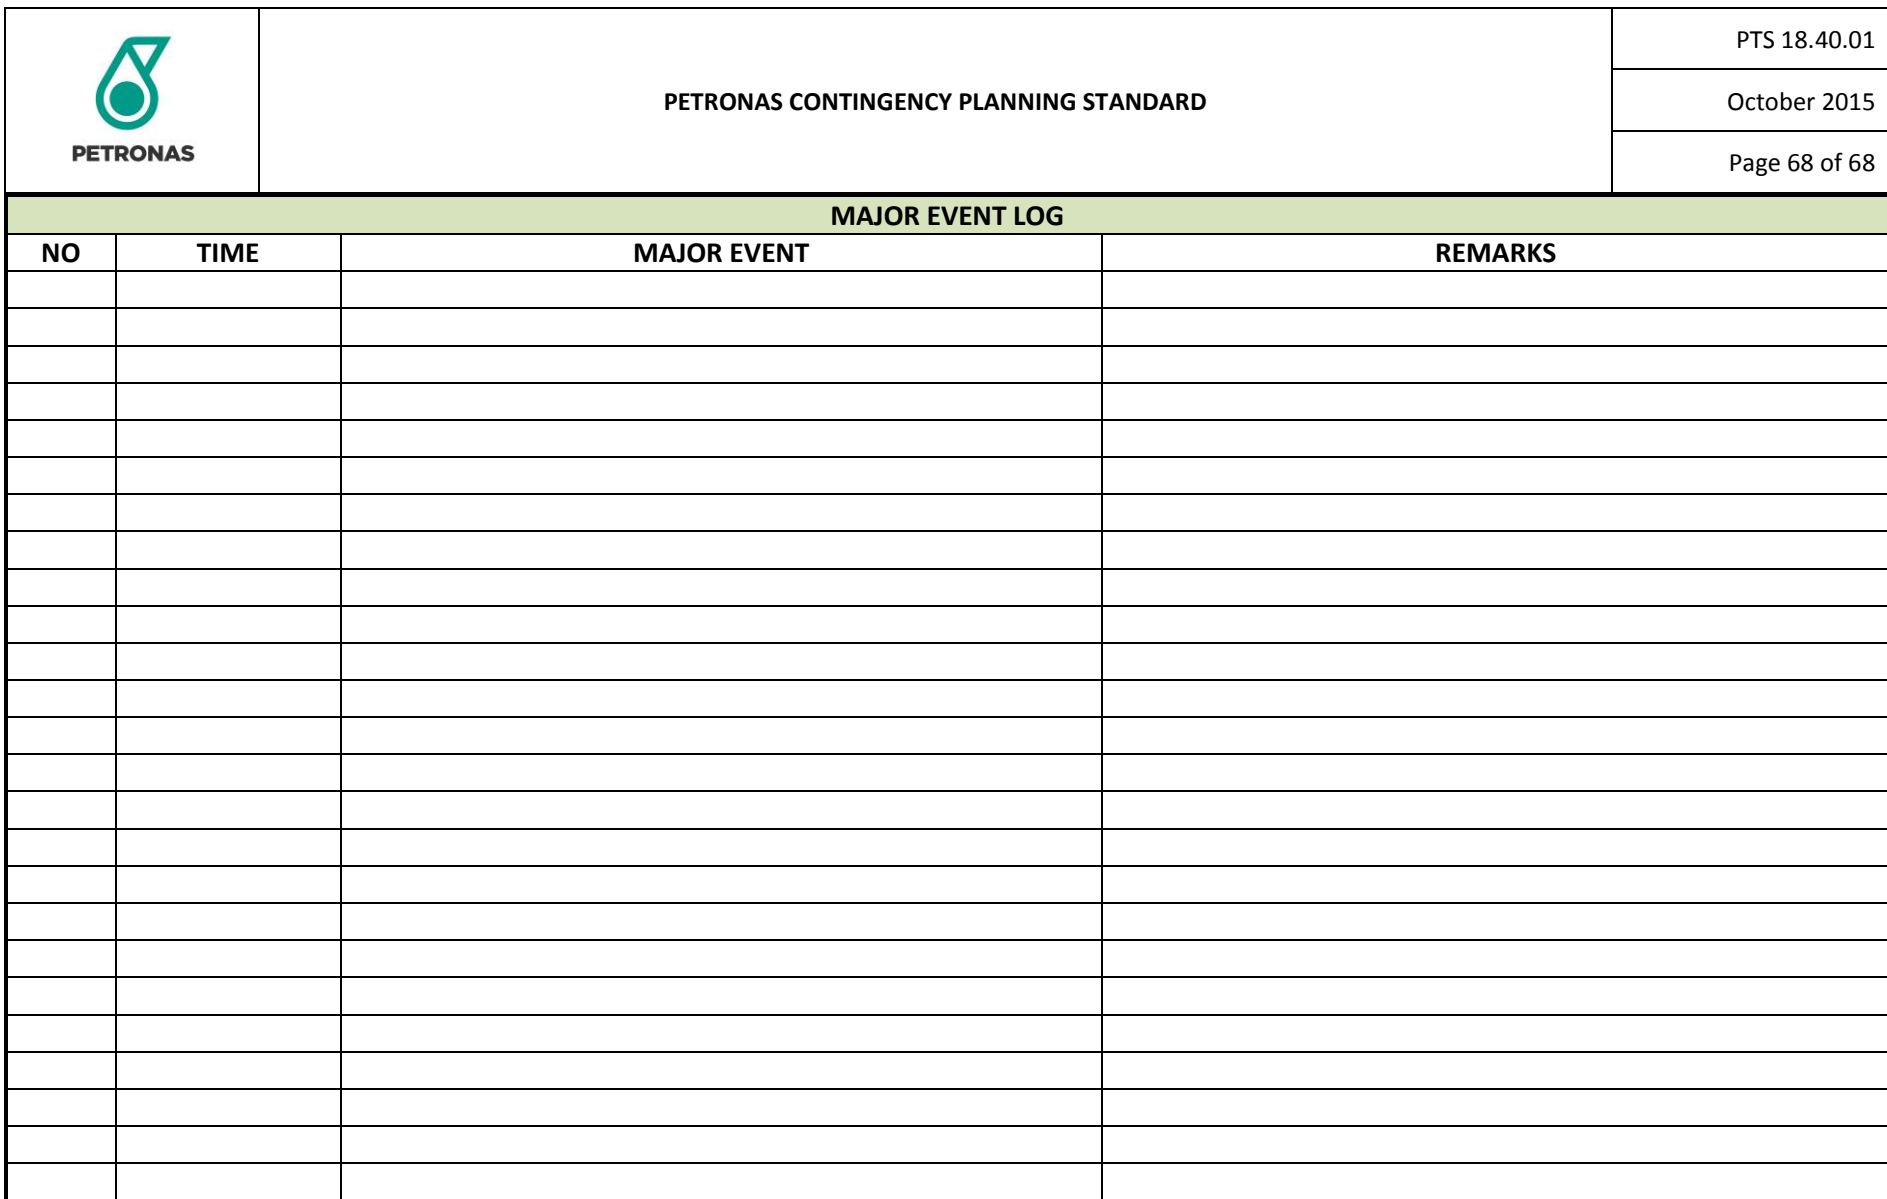 PTS 18.40.01
PETRONAS CONTINGENCY PLANNING STANDARD
October 2015
PETRONAS
Page 68 of 68
MAJOR EVENT LOG
NO TIME MAJOR EVENT REMARKS